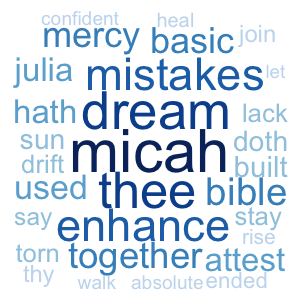 confident heal
mercy basic join
julia mistakes let
hath dream lack
sun micah doth
drift built
used thee bible
say enhance stay
rise
torn together attest
thy walk absolute ended